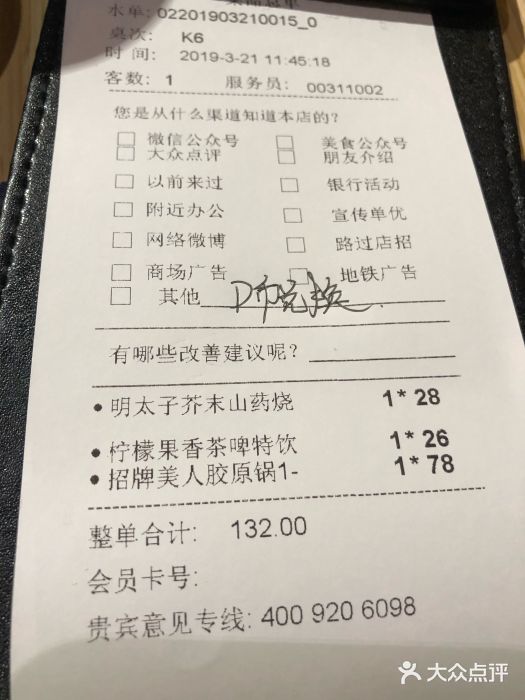 水单: 02201903210015_0
桌次: K6
时 间: 2019-3-21 11:45:18
客数: 1 服务员: 00311002
您是从什么渠道知道本店的?
微信公众号 美食公众号
大众点评 朋友介绍
以前来过 银行活动
附近办公 宣传单优
网络微博 路过店招
商场广告 地铁广告
其他 D币兑换
有哪些改善建议呢?
•明太子芥末山药烧 1* 28
•柠檬果香茶啤特饮 1* 26
•招牌美人胶原锅1- 1* 78
整单合计: 132.00
会员卡号:
贵宾意见专线: 400 920 6098
大众点评